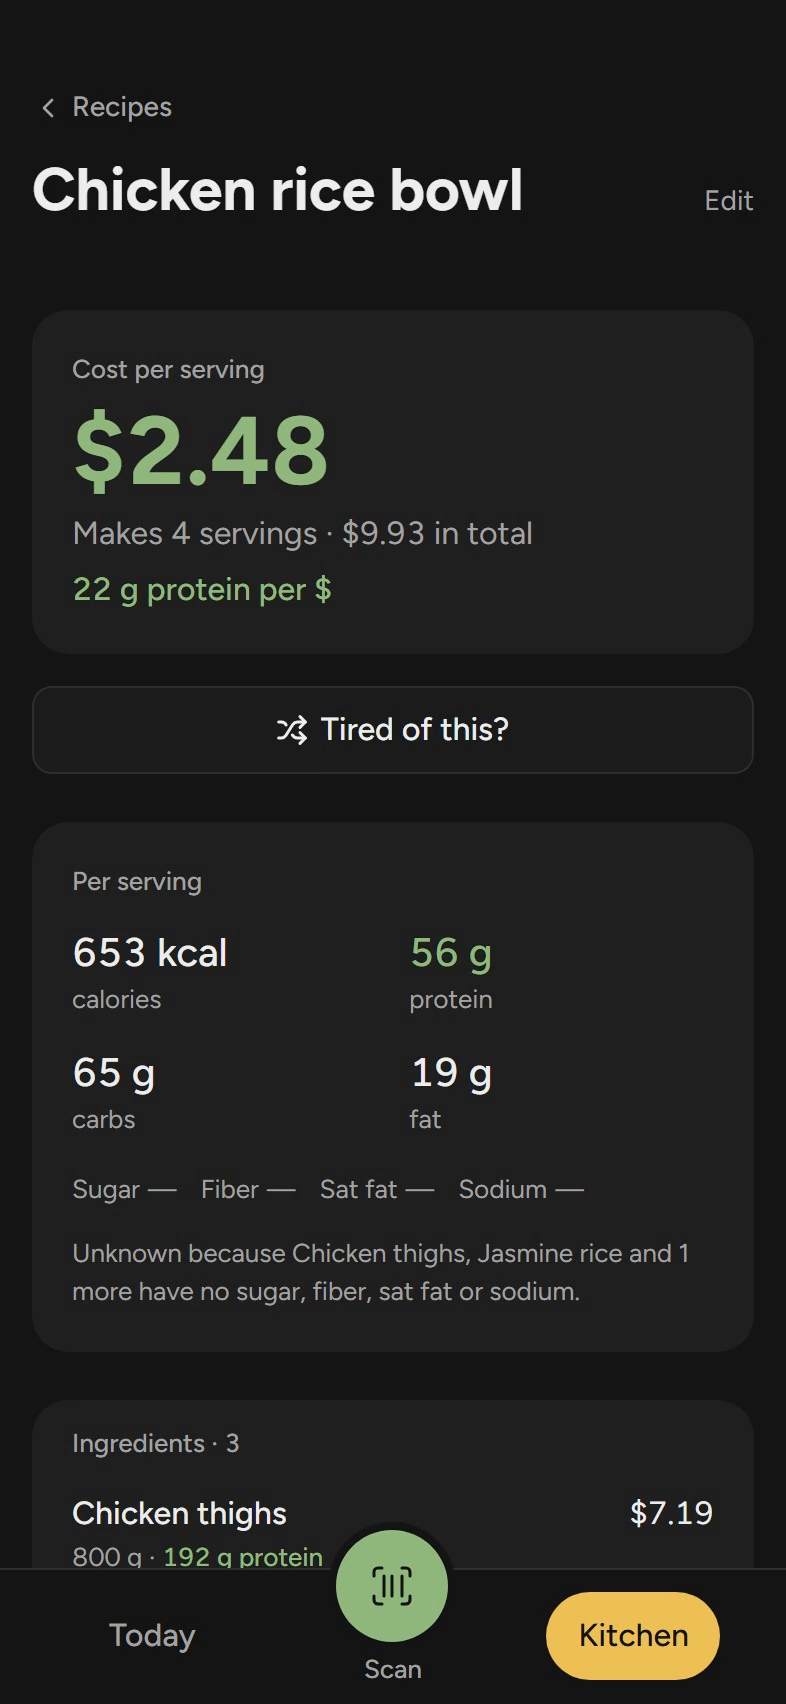 Recipes
Chicken rice bowl
Edit
Cost per serving
$2.48
Makes 4 servings · $9.93 in total
22 g protein per $
Tired of this?
Per serving
653 kcal
56 g
calories
protein
65 g
19 g
carbs
fat
Sugar — Fiber — Sat fat — Sodium —
Unknown because Chicken thighs, Jasmine rice and 1
more have no sugar, fiber, sat fat or sodium.
Ingredients · 3
Chicken thighs
$7.19
800 g · 192 g protein
Today
Scan
Kitchen